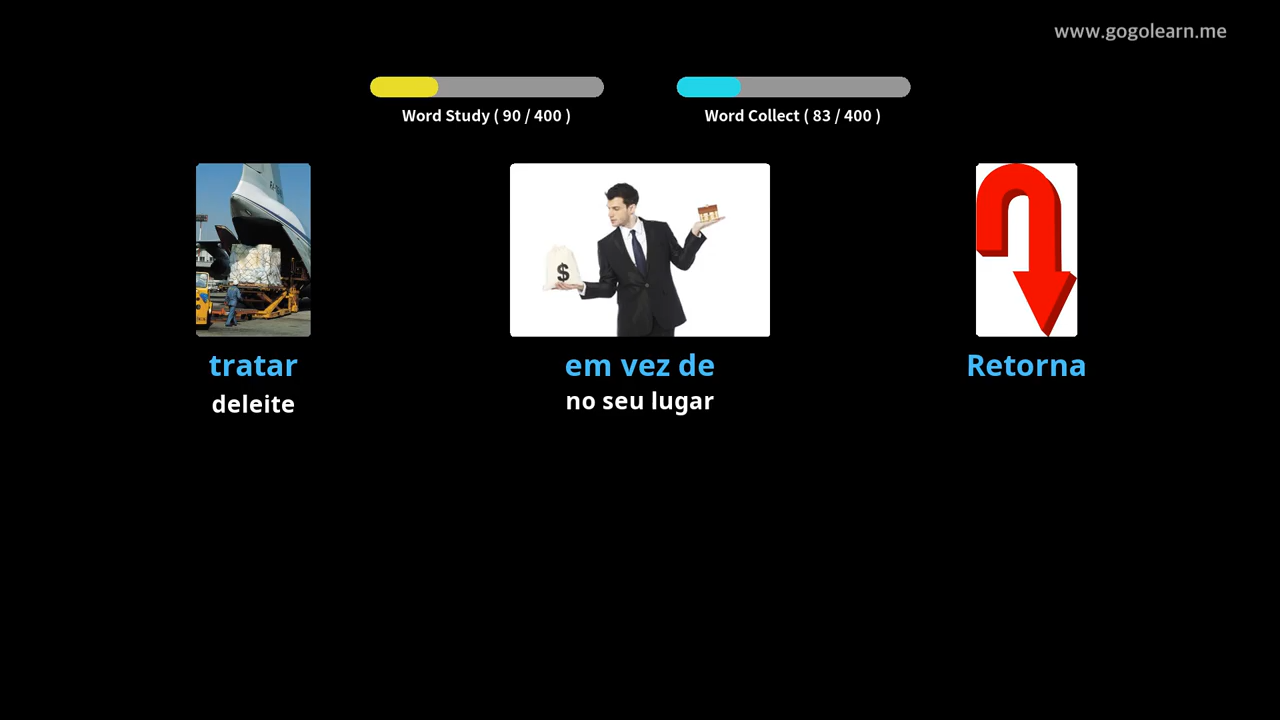 www.gogolearn.me
Word Study ( 90 / 400 )
Word Collect ( 83 / 400 )
$
tratar
em vez de
Retorna
deleite
no seu lugar